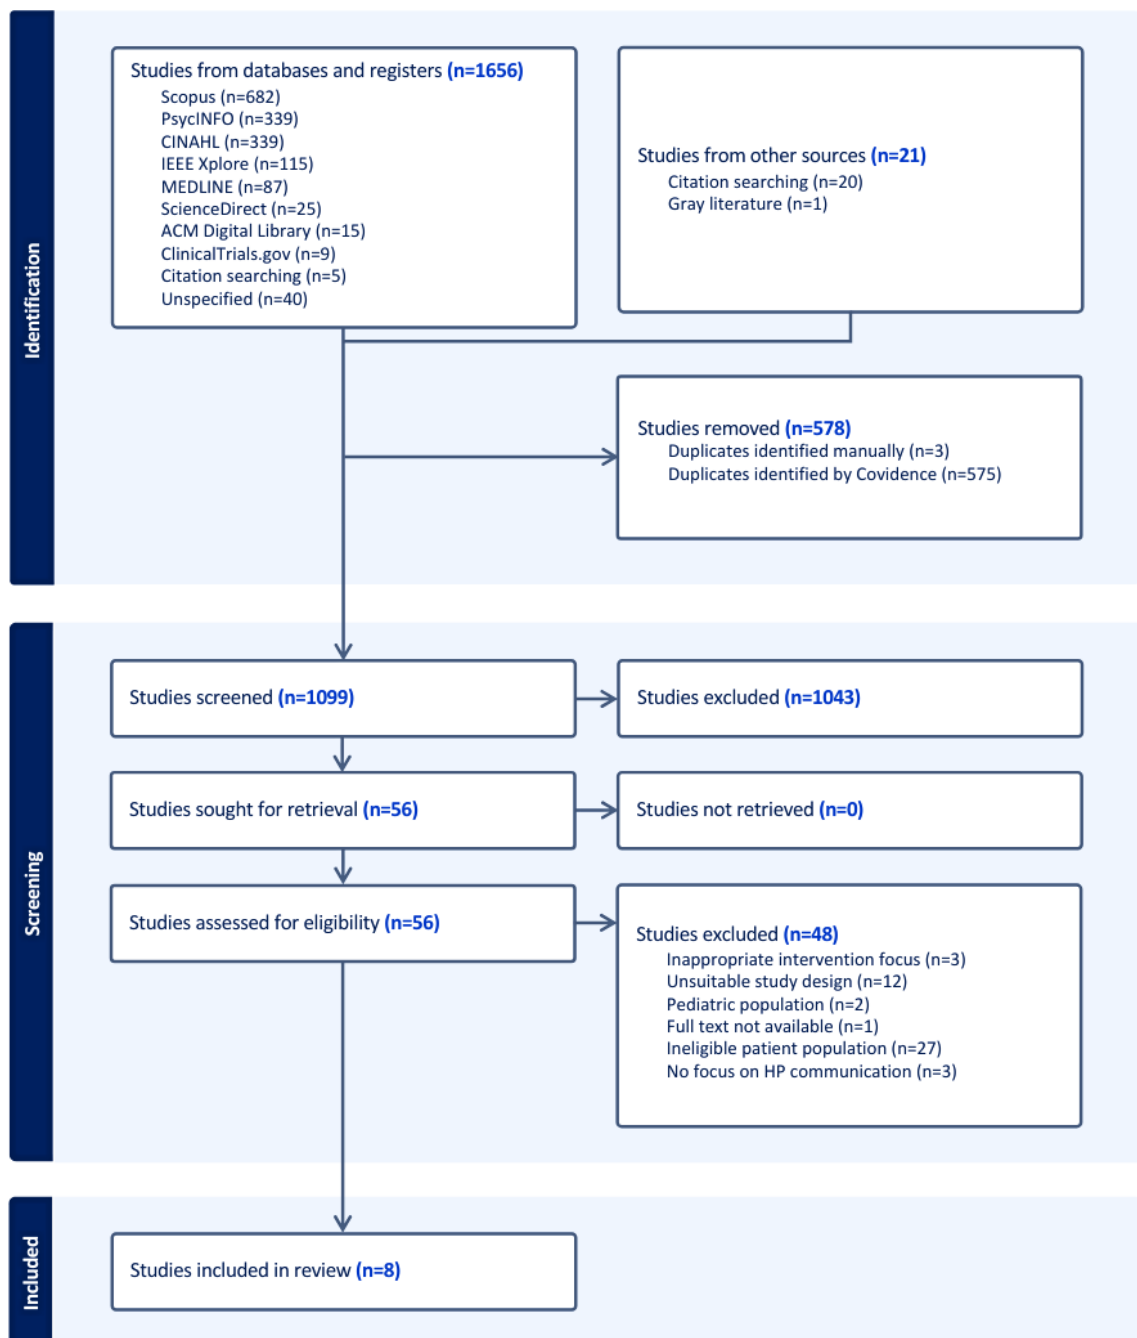 Identification
Studies from databases and registers (n=1656)
Scopus (n=682)
PsycINFO (n=339)
CINAHL (n=339)
IEEE Xplore (n=115)
MEDLINE (n=87)
ScienceDirect (n=25)
ACM Digital Library (n=15)
ClinicalTrials.gov (n=9)
Citation searching (n=5)
Unspecified (n=40)
Studies from other sources (n=21)
Citation searching (n=20)
Gray literature (n=1)
Studies removed (n=578)
Duplicates identified manually (n=3)
Duplicates identified by Covidence (n=575)
Screening
Studies screened (n=1099)
Studies excluded (n=1043)
Studies sought for retrieval (n=56)
Studies not retrieved (n=0)
Studies assessed for eligibility (n=56)
Studies excluded (n=48)
Inappropriate intervention focus (n=3)
Unsuitable study design (n=12)
Pediatric population (n=2)
Full text not available (n=1)
Ineligible patient population (n=27)
No focus on HP communication (n=3)
Included
Studies included in review (n=8)